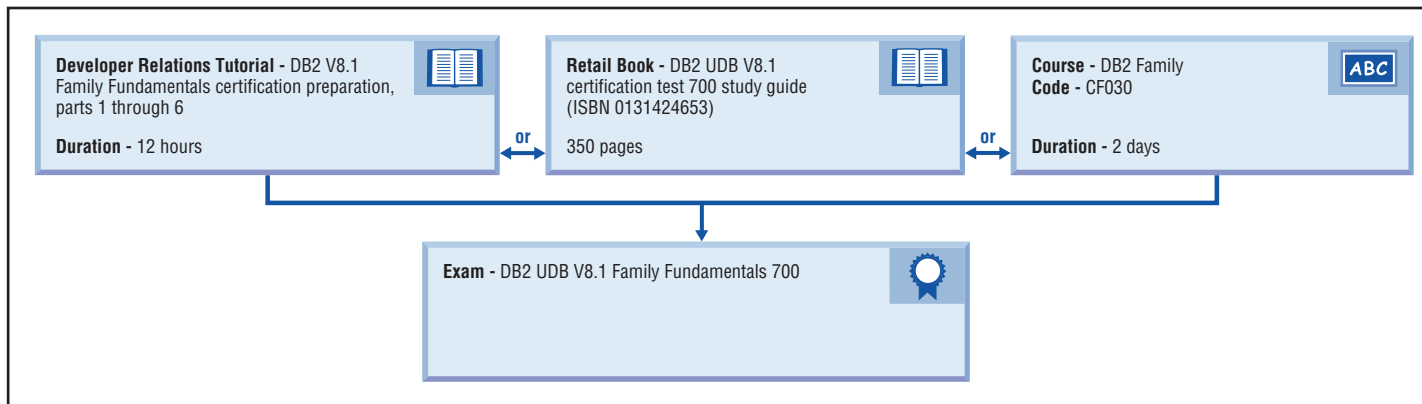 Developer Relations Tutorial - DB2 V8.1
Family Fundamentals certification preparation,
parts 1 through 6
Duration - 12 hours
or
Retail Book - DB2 UDB V8.1
certification test 700 study guide
(ISBN 0131424653)
350 pages
or
Course - DB2 Family
Code - CF030
Duration - 2 days
ABC
Exam - DB2 UDB V8.1 Family Fundamentals 700